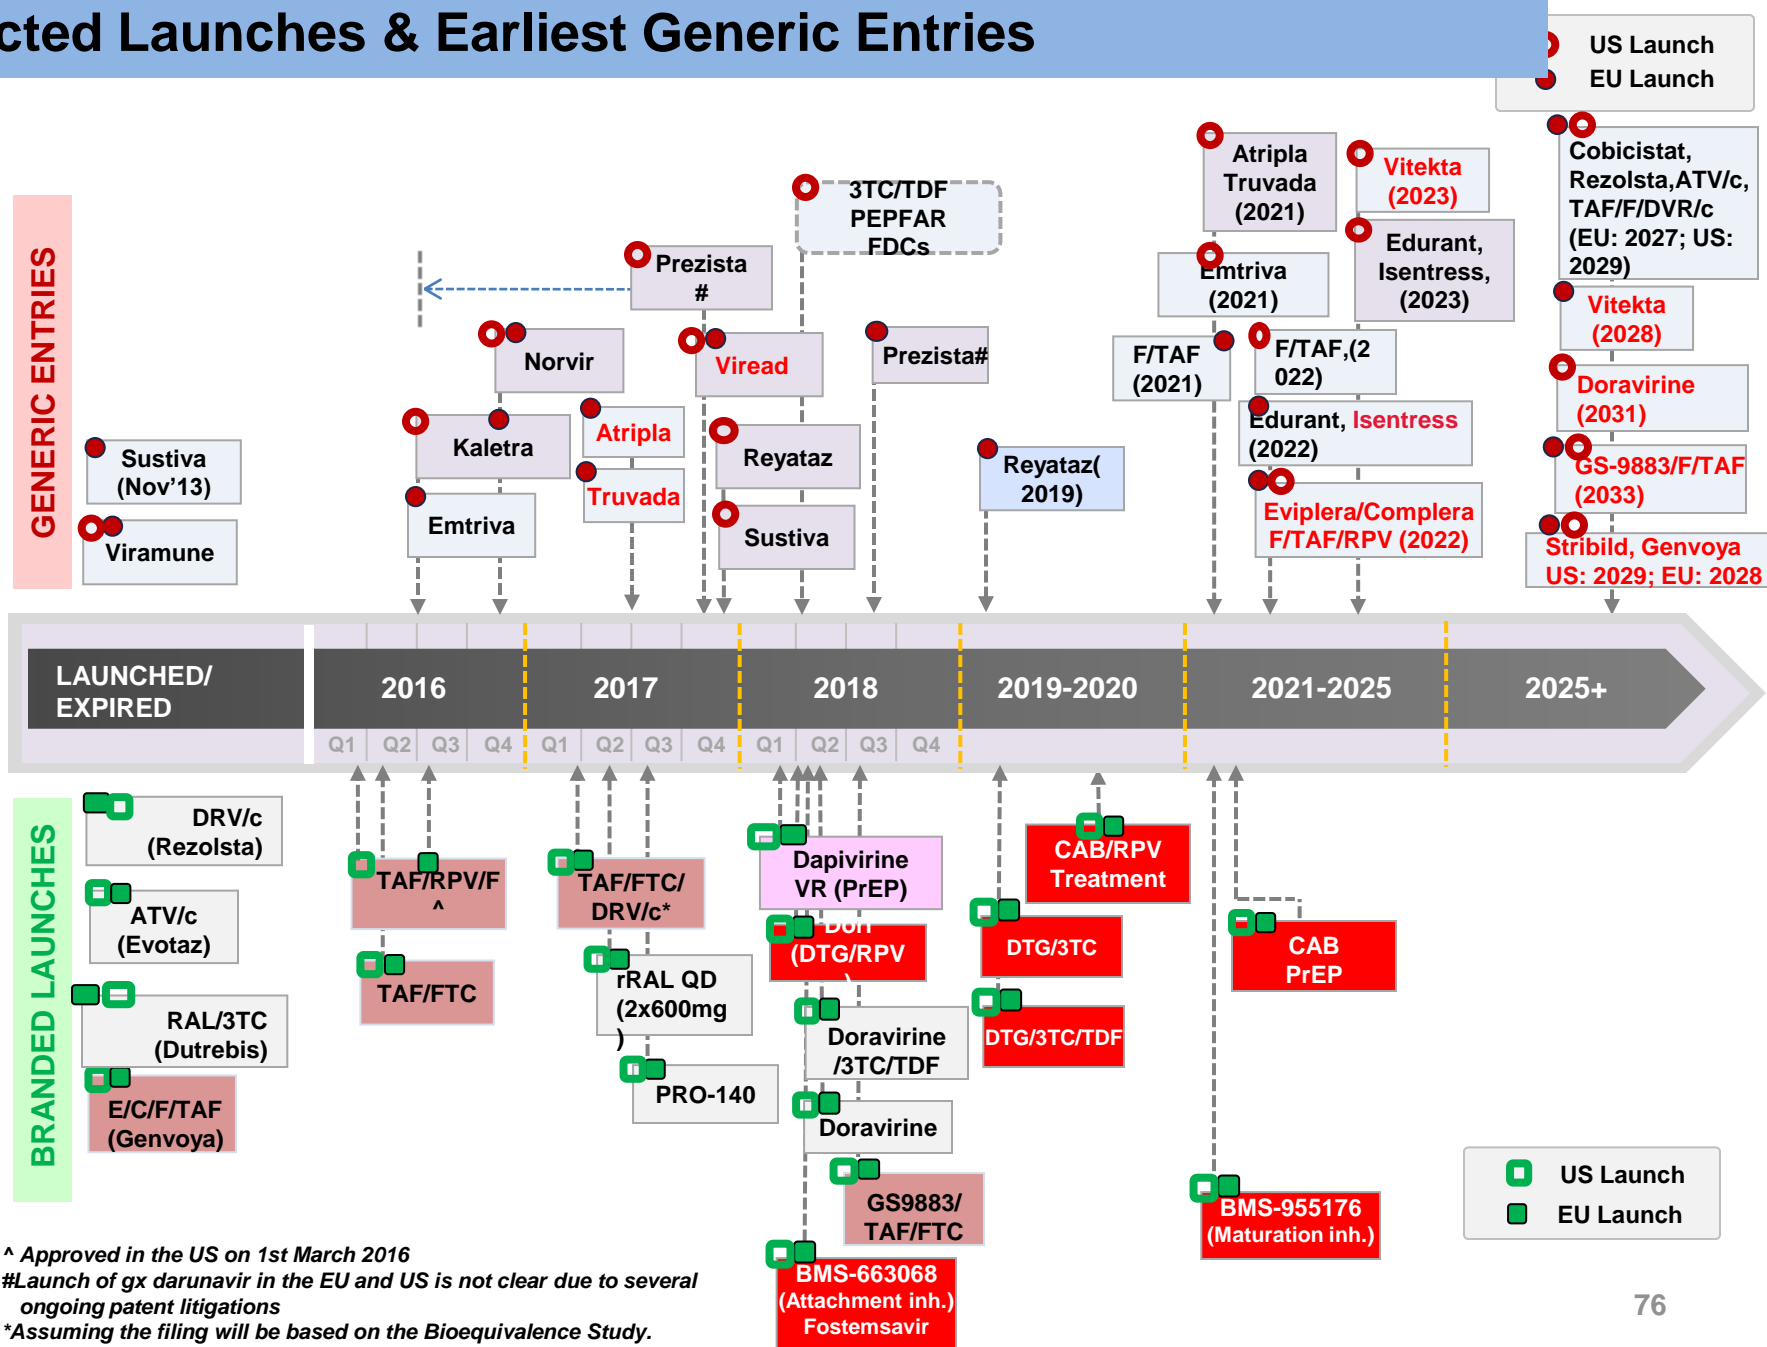 cted Launches & Earliest Generic Entries
US Launch
EU Launch
GENERIC ENTRIES
Sustiva
(Nov'13)
Viramune
Kaletra
Emtriva
Norvir
Atripla
Truvada
Prezista
#
Viread
Reyataz
Sustiva
3TC/TDF
PEPFAR
FDCs
Prezista#
Reyataz(
2019)
Atripla
Truvada
(2021)
Emtriva
(2021)
F/TAF
(2021)
Vitekta
(2023)
Edurant,
Isentress,
(2023)
F/TAF,(2
022)
Edurant, Isentress
(2022)
Eviplera/Complera
F/TAF/RPV (2022)
Cobicistat,
Rezolsta,ATV/c,
TAF/F/DVR/c
(EU: 2027; US:
2029)
Vitekta
(2028)
Doravirine
(2031)
GS-9883/F/TAF
(2033)
Stribild, Genvoya
US: 2029; EU: 2028
LAUNCHED/
EXPIRED
2016
2017
2018
2019-2020
2021-2025
2025+
Q1 Q2 Q3 Q4 Q1 Q2 Q3 Q4 Q1 Q2 Q3 Q4
BRANDED LAUNCHES
DRV/c
(Rezolsta)
ATV/c
(Evotaz)
RAL/3TC
(Dutrebis)
E/C/F/TAF
(Genvoya)
TAF/RPV/F
^
TAF/FTC
TAF/FTC/
DRV/c*
rRAL QD
(2x600mg
)
PRO-140
Dapivirine
VR (PrEP)
(DTG/RPV
)
Doravirine
/3TC/TDF
Doravirine
GS9883/
TAF/FTC
BMS-663068
(Attachment inh.)
Fostemsavir
CAB/RPV
Treatment
DTG/3TC
DTG/3TC/TDF
CAB
PrEP
BMS-955176
(Maturation inh.)
US Launch
EU Launch
^ Approved in the US on 1st March 2016
#Launch of gx darunavir in the EU and US is not clear due to several
ongoing patent litigations
*Assuming the filing will be based on the Bioequivalence Study.
76